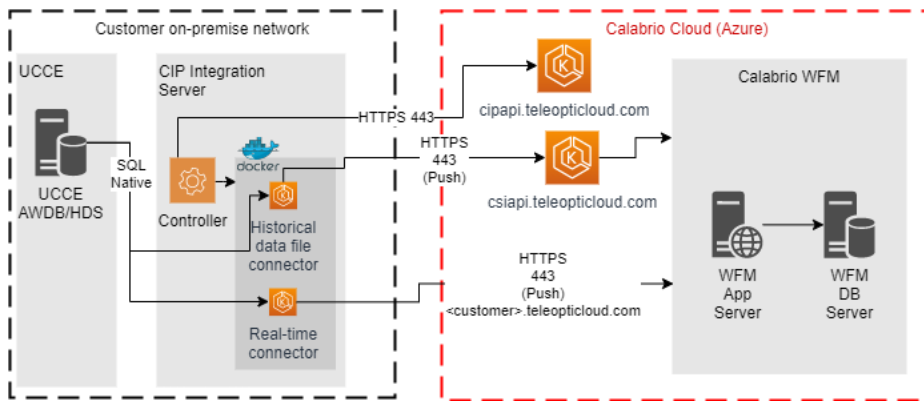 Customer on-premise network
Calabrio Cloud (Azure)
UCCE
CIP Integration
Server
Calabrio WFM
cipapi.teleopticloud.com
HTTPS 443
HTTPS
443
(Push)
docker
SQL
Native
UCCE
AWDB/HDS
Controller
Historical
data file
connector
csiapi.teleopticloud.com
HTTPS
443
(Push)
<customer>.teleopticloud.com
WFM
App
Server
WFM
DB
Server
Real-time
connector